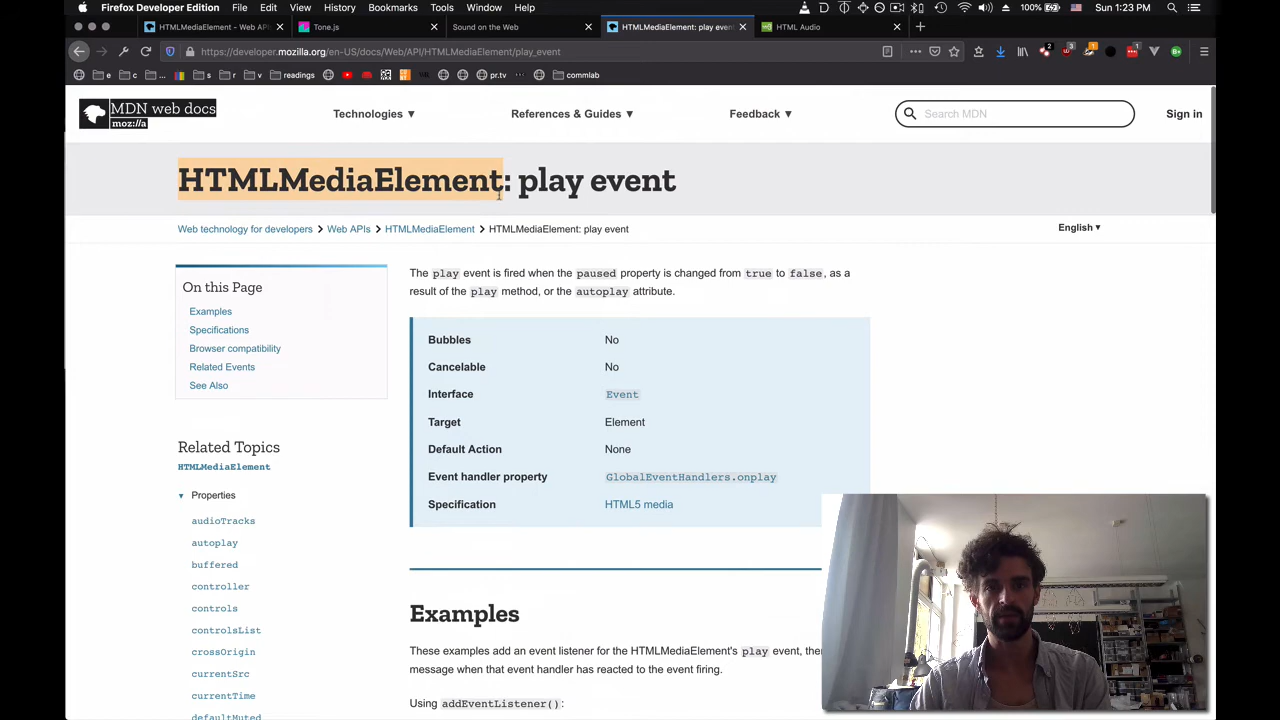 Firefox Developer Edition File Edit View History Bookmarks Tools Window Help 100% Sun 1:23 PM
HTMLMediaElement - Web API Tone.js Sound on the Web HTMLMediaElement: play event HTML Audio
https://developer.mozilla.org/en-US/docs/Web/API/HTMLMediaElement/play_event
e c ... s r v readings pr.tv commlab
MDN web docs
moz://a
Technologies ▼ References & Guides ▼ Feedback ▼ Search MDN Sign in
HTMLMediaElement: play event
Web technology for developers > Web APIs > HTMLMediaElement > HTMLMediaElement: play event English ▼
On this Page
Examples
Specifications
Browser compatibility
Related Events
See Also
Related Topics
HTMLMediaElement
Properties
audioTracks
autoplay
buffered
controller
controls
controlsList
crossOrigin
currentSrc
currentTime
defaultMuted
The play event is fired when the paused property is changed from true to false, as a
result of the play method, or the autoplay attribute.
Bubbles No
Cancelable No
Interface Event
Target Element
Default Action None
Event handler property GlobalEventHandlers.onplay
Specification HTML5 media
Examples
These examples add an event listener for the HTMLMediaElement's play event, the
message when that event handler has reacted to the event firing.
Using addEventListener():